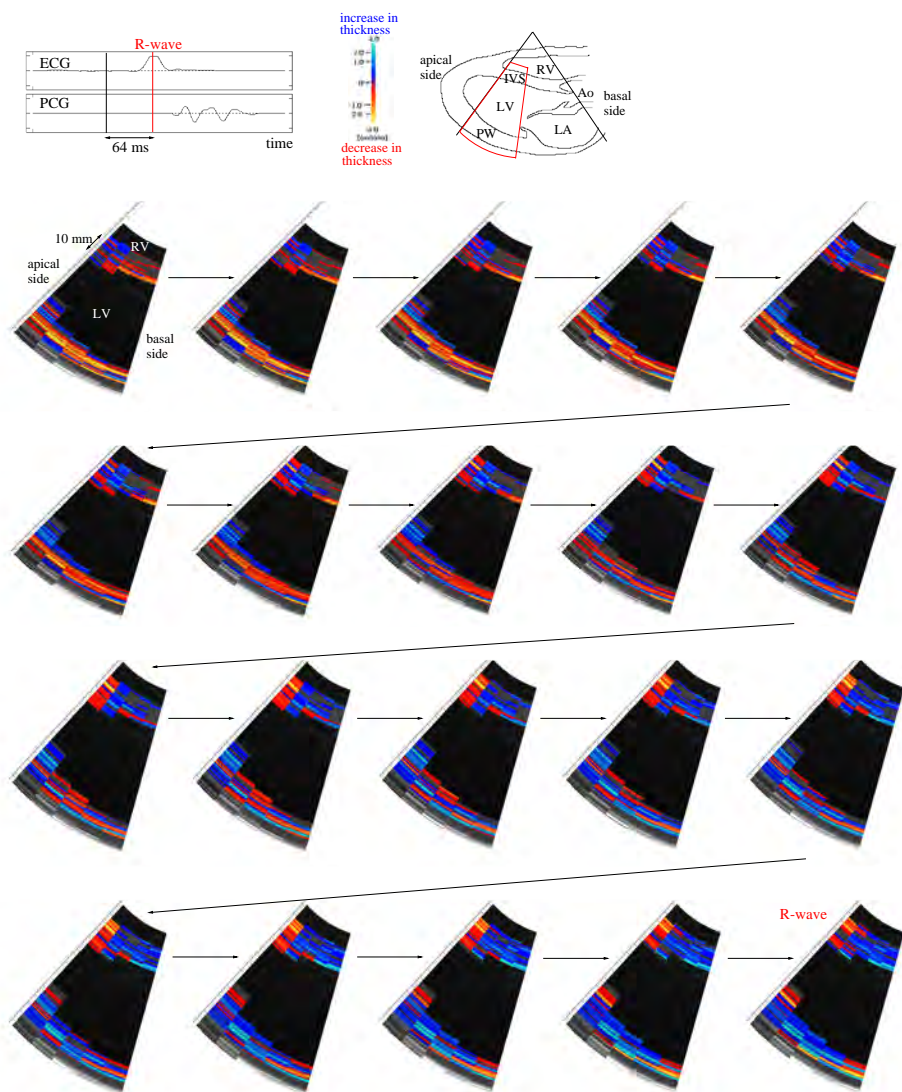 R-wave
ECG
PCG
64 ms
time
increase in
thickness
decrease in
thickness
apical
side
IVS
RV
LV
Ao
basal
side
PW
LA
10 mm
RV
apical
side
LV
basal
side
R-wave